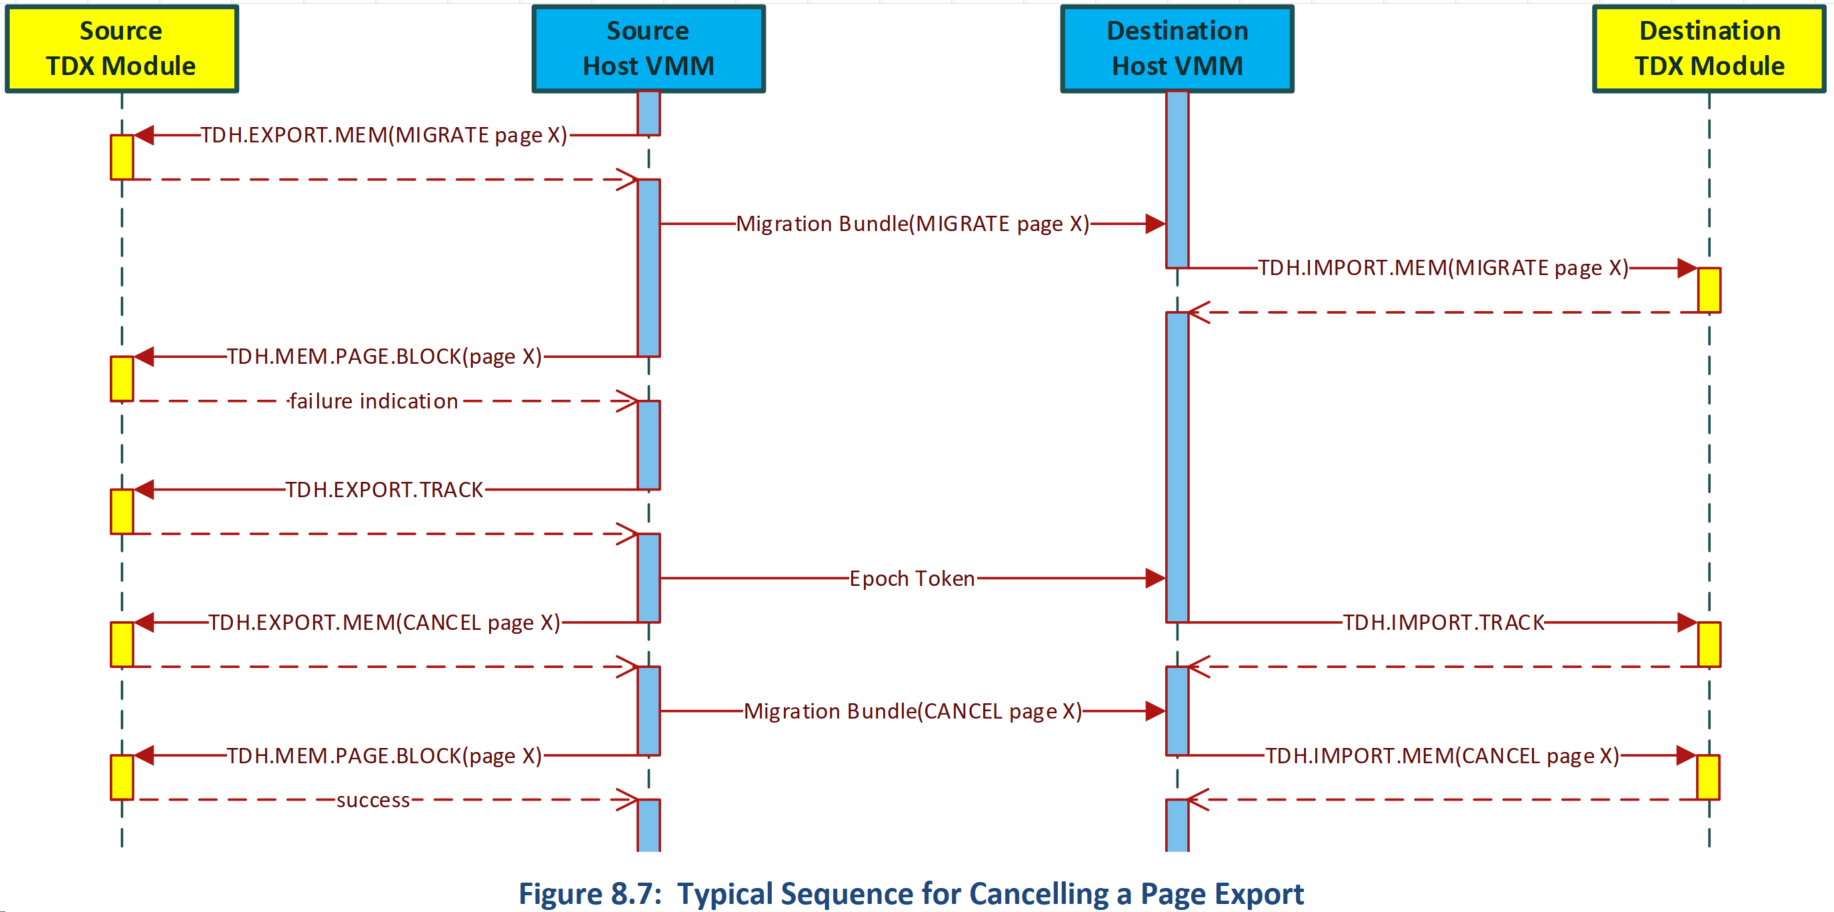 Source
TDX Module
Source
Host VMM
Destination
Host VMM
Destination
TDX Module
TDH.EXPORT.MEM(MIGRATE page X)
Migration Bundle(MIGRATE page X)
TDH.IMPORT.MEM(MIGRATE page X)
TDH.MEM.PAGE.BLOCK(page X)
failure indication
TDH.EXPORT.TRACK
Epoch Token
TDH.EXPORT.MEM(CANCEL page X)
TDH.IMPORT.TRACK
Migration Bundle(CANCEL page X)
TDH.MEM.PAGE.BLOCK(page X)
TDH.IMPORT.MEM(CANCEL page X)
success
Figure 8.7: Typical Sequence for Cancelling a Page Export